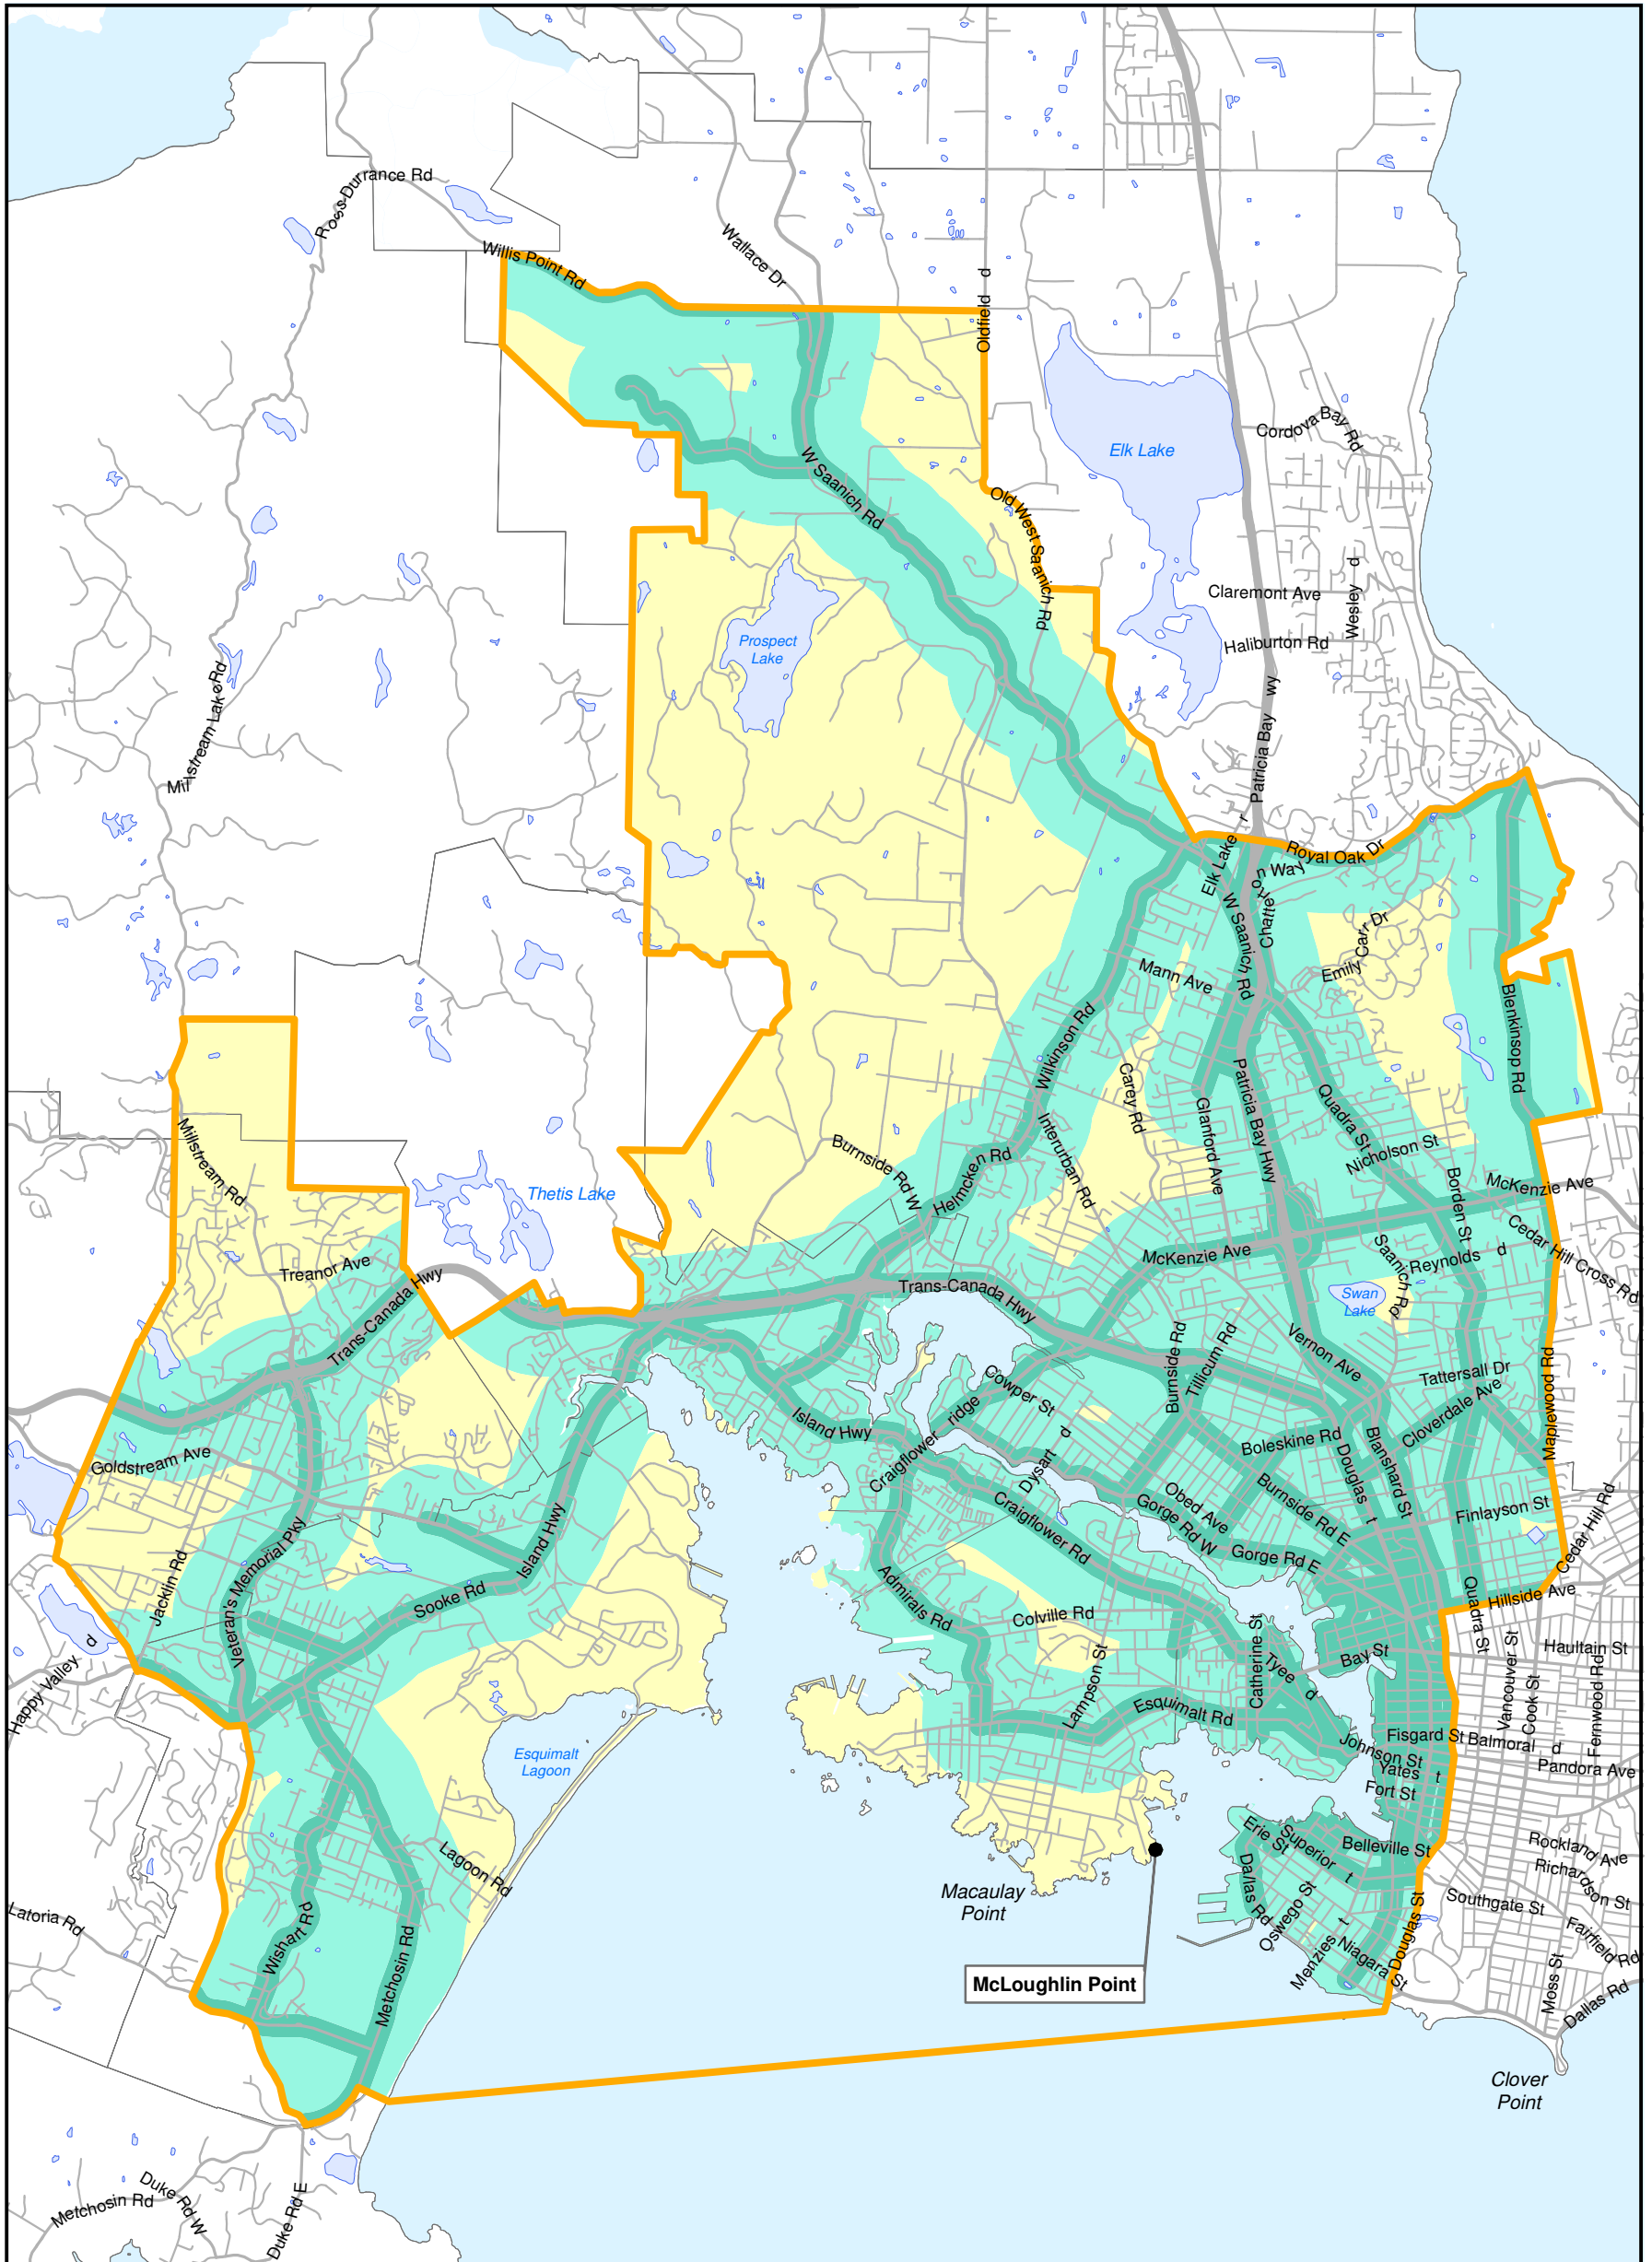 Ross-Durrance Rd
Willis Point Rd
Wallace Dr
Oldfield d
Elk Lake
Cordova Bay Rd
W Saanich Rd
Old West Saanich Rd
Claremont Ave
Wesley d
Haliburton Rd
Prospect
Lake
Millstream Lake Rd
Patricia Bay wy
Royal Oak Dr
Elk Lake r
n Way
Chatter
W Saanich Rd
Emily Carr Dr
Mann Ave
Blenkinsop Rd
Wilkinson Rd
Carey Rd
Glanford Ave
Patricia Bay Hwy
Quadra St
Nicholson St
Borden St
McKenzie Ave
Millstream Rd
Thetis Lake
Burnside Rd W
Helmcken Rd
Interurban Rd
McKenzie Ave
Cedar Hill Cross Rd
Saanich Rd
Reynolds d
Treanor Ave
Trans-Canada Hwy
Trans-Canada Hwy
Swan
Lake
Burnside Rd
Tillicum Rd
Vernon Ave
Maplewood Rd
Tattersall Dr
Cloverdale Ave
Cowper St
Island Hwy
Craigflower
ridge
Dysart d
Boleskine Rd
Douglas t
Blanshard St
Goldstream Ave
Craigflower Rd
Obed Ave
Gorge Rd W
Burnside Rd E
Gorge Rd E
Finlayson St
Cedar Hill Rd
Veteran's Memorial Pky
Jacklin Rd
Island Hwy
Sooke Rd
Admirals Rd
Colville Rd
Lampson St
Catherine St
Tyee d
Bay St
Quadra St
Hillside Ave
Haultain St
Happy Valley d
Esquimalt Rd
Vancouver St
Cook St
Fernwood Rd
Fisgard St
Balmoral d
Johnson St
Yates t
Pandora Ave
Fort St
Esquimalt
Lagoon
Lagoon Rd
Erie St
Superior t
Belleville St
Dallas Rd
Oswego St
Menzies t
Niagara St
Douglas St
Rockland Ave
Richardson St
Southgate St
Fairfield Rd
Moss St
Dallas Rd
Macaulay
Point
McLoughlin Point
Latoria Rd
Wishart Rd
Metchosin Rd
Clover
Point
Metchosin Rd
Duke Rd W
Duke Rd E